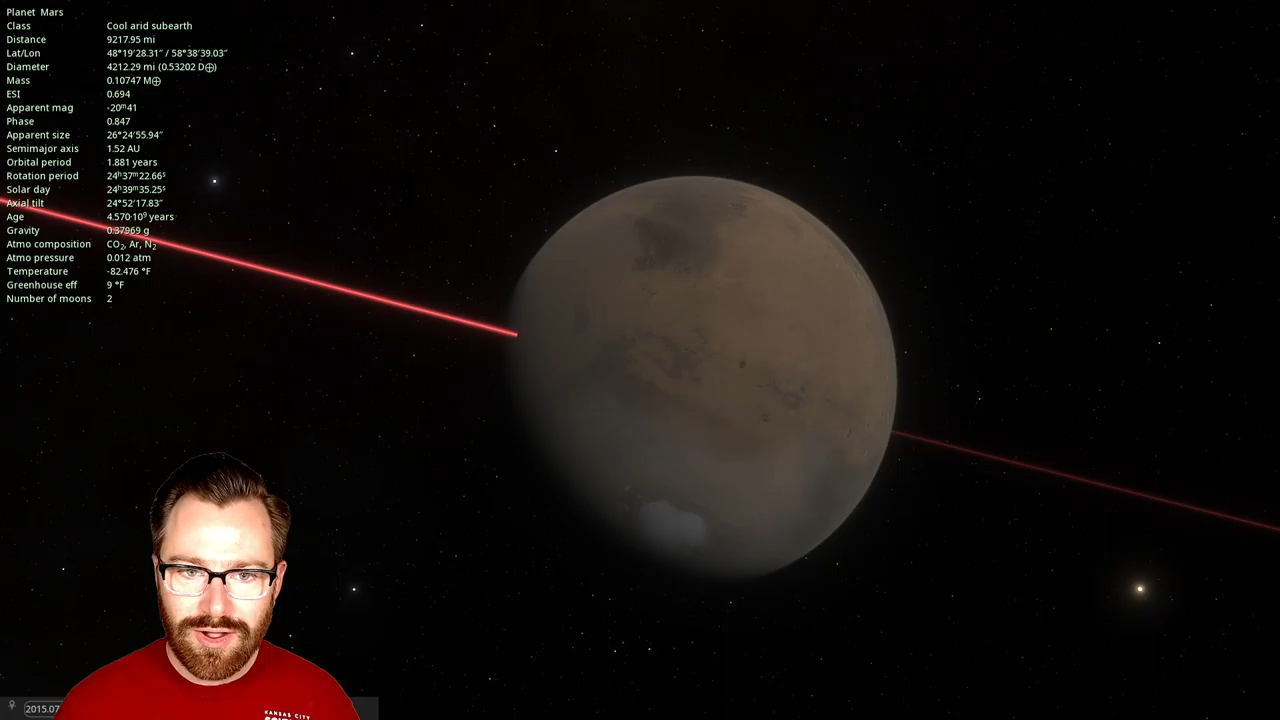 Planet Mars
Class Cool arid subearth
Distance 9217.95 mi
Lat/Lon 48°19'28.31" / 58°38'39.03"
Diameter 4212.29 mi (0.53202 D⊕)
Mass 0.10747 M⊕
ESI 0.694
Apparent mag -20ᵐ41
Phase 0.847
Apparent size 26°24'55.94"
Semimajor axis 1.52 AU
Orbital period 1.881 years
Rotation period 24ʰ37ᵐ22.66ˢ
Solar day 24ʰ39ᵐ35.25ˢ
Axial tilt 24°52'17.83"
Age 4.570·10⁹ years
Gravity 0.37969 g
Atmo composition CO₂, Ar, N₂
Atmo pressure 0.012 atm
Temperature -82.476 °F
Greenhouse eff 9 °F
Number of moons 2
2015.07
KANSAS CITY